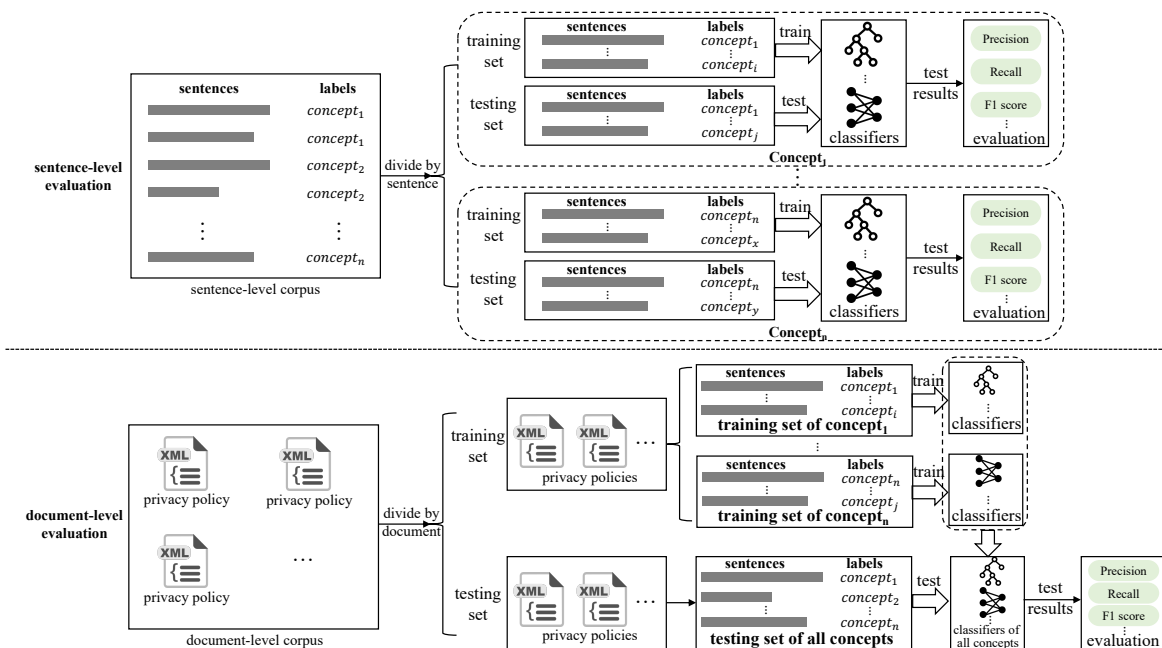 sentence-level
evaluation
sentences labels
concept₁
concept₁
concept₂
concept₂
⋮ ⋮
conceptₙ
sentence-level corpus
divide by
sentence
training
set
sentences labels
concept₁
⋮ ⋮
conceptᵢ
train
testing
set
sentences labels
concept₁
⋮ ⋮
conceptⱼ
test
⋮
classifiers
test
results
Precision
Recall
F1 score
⋮
evaluation
Concept₁
⋮
training
set
sentences labels
conceptₙ
⋮ ⋮
conceptₓ
train
testing
set
sentences labels
conceptₙ
⋮ ⋮
concept_y
test
⋮
classifiers
test
results
Precision
Recall
F1 score
⋮
evaluation
Conceptₙ
document-level
evaluation
XML
privacy policy
XML
privacy policy
XML
privacy policy
...
document-level corpus
divide by
document
training
set
XML XML ...
privacy policies
sentences labels
concept₁
⋮ ⋮
conceptᵢ
training set of concept₁
train
⋮
classifiers
⋮
sentences labels
conceptₙ
⋮ ⋮
conceptⱼ
training set of conceptₙ
train
⋮
classifiers
testing
set
XML XML ...
privacy policies
sentences labels
concept₁
concept₂
⋮ ⋮
conceptₙ
testing set of all concepts
test
⋮
classifiers of
all concepts
test
results
Precision
Recall
F1 score
⋮
evaluation